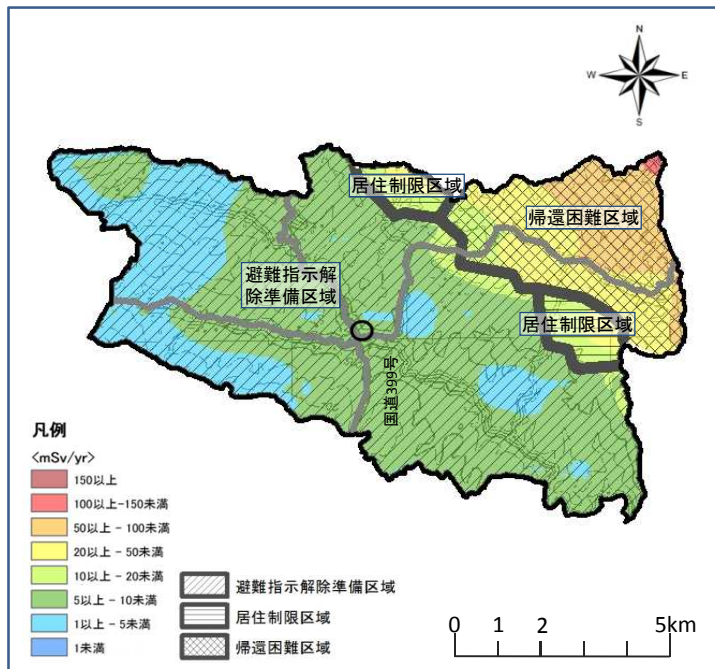 N
W
E
S
居住制限区域
帰還困難区域
避難指示解
除準備区域
居住制限区域
国道399号
凡例
<mSv/yr>
150以上
100以上-150未満
50以上 - 100未満
20以上 - 50未満
10以上 - 20未満
5以上 - 10未満
1以上 - 5未満
1未満
避難指示解除準備区域
居住制限区域
帰還困難区域
0 1 2 5km